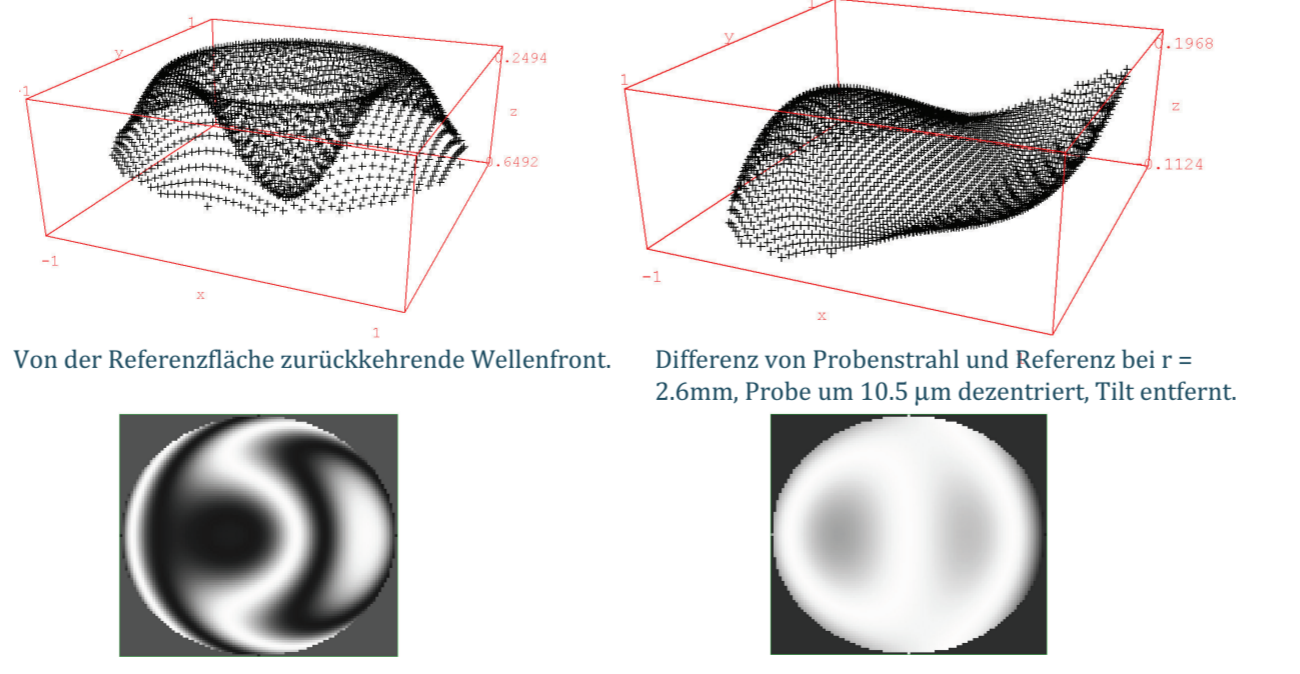 1
y
-1
0.2494
z
0.6492
-1
x
1
1
y
1
0.1968
z
-0.1124
-1
x
Von der Referenzfläche zurückkehrende Wellenfront.
Differenz von Probenstrahl und Referenz bei r =
2.6mm, Probe um 10.5 µm dezentriert, Tilt entfernt.